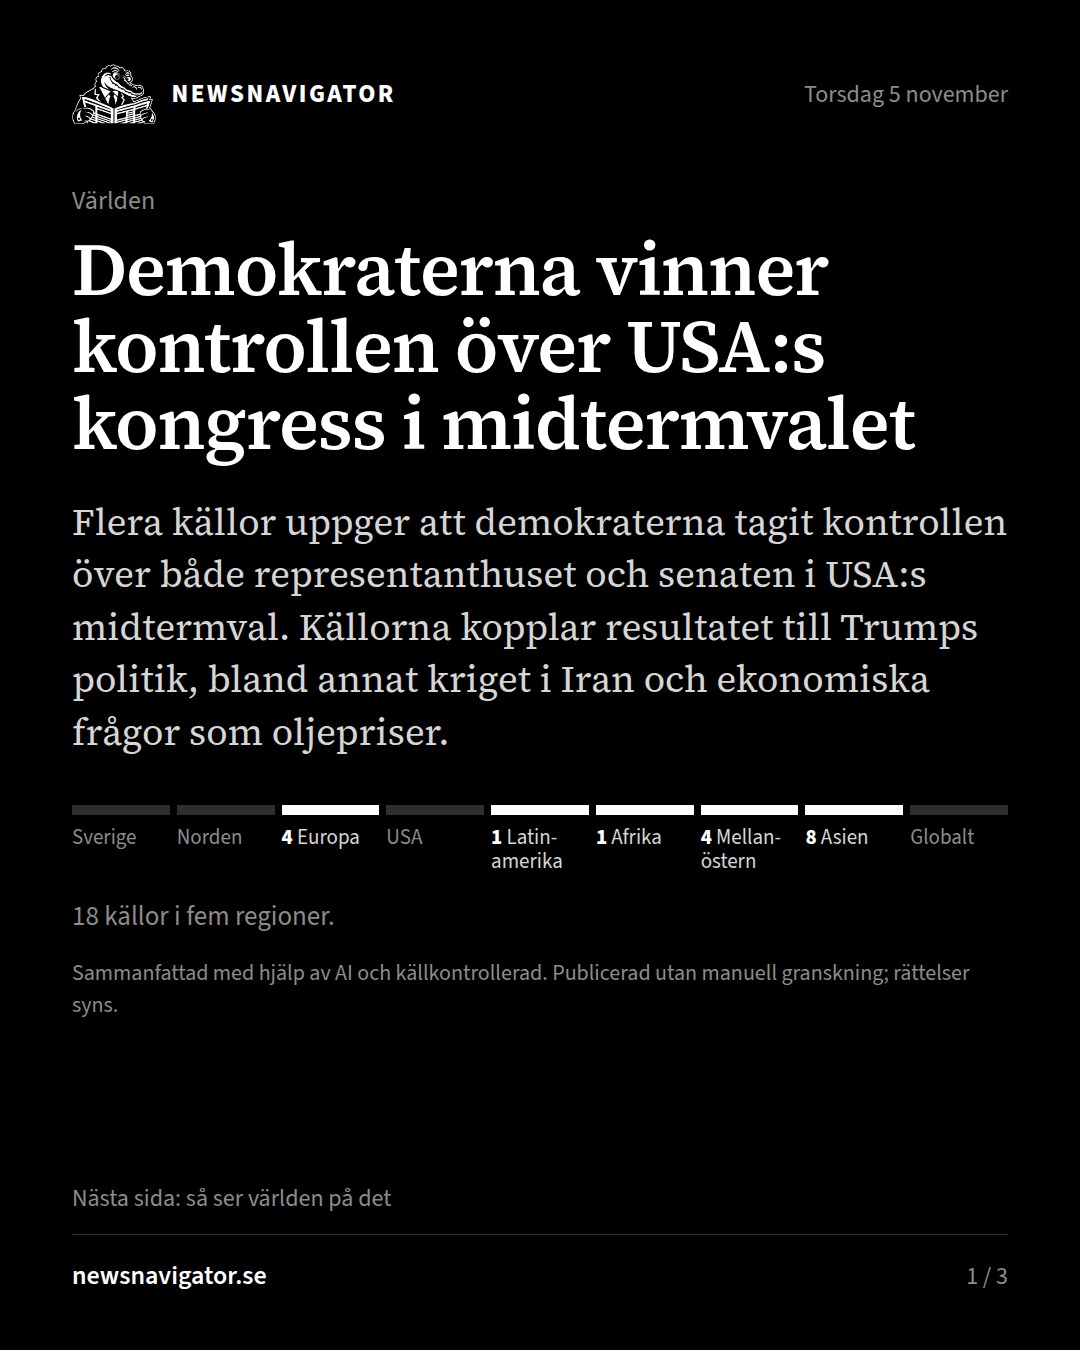 NEWSNAVIGATOR
Torsdag 5 november
Världen
Demokraterna vinner
kontrollen över USA:s
kongress i midtermvalet
Flera källor uppger att demokraterna tagit kontrollen
över både representanthuset och senaten i USA:s
midtermval. Källorna kopplar resultatet till Trumps
politik, bland annat kriget i Iran och ekonomiska
frågor som oljepriser.
Sverige
Norden
4 Europa
USA
1 Latin-
amerika
1 Afrika
4 Mellan-
östern
8 Asien
Globalt
18 källor i fem regioner.
Sammanfattad med hjälp av AI och källkontrollerad. Publicerad utan manuell granskning; rättelser
syns.
Nästa sida: så ser världen på det
newsnavigator.se
1 / 3